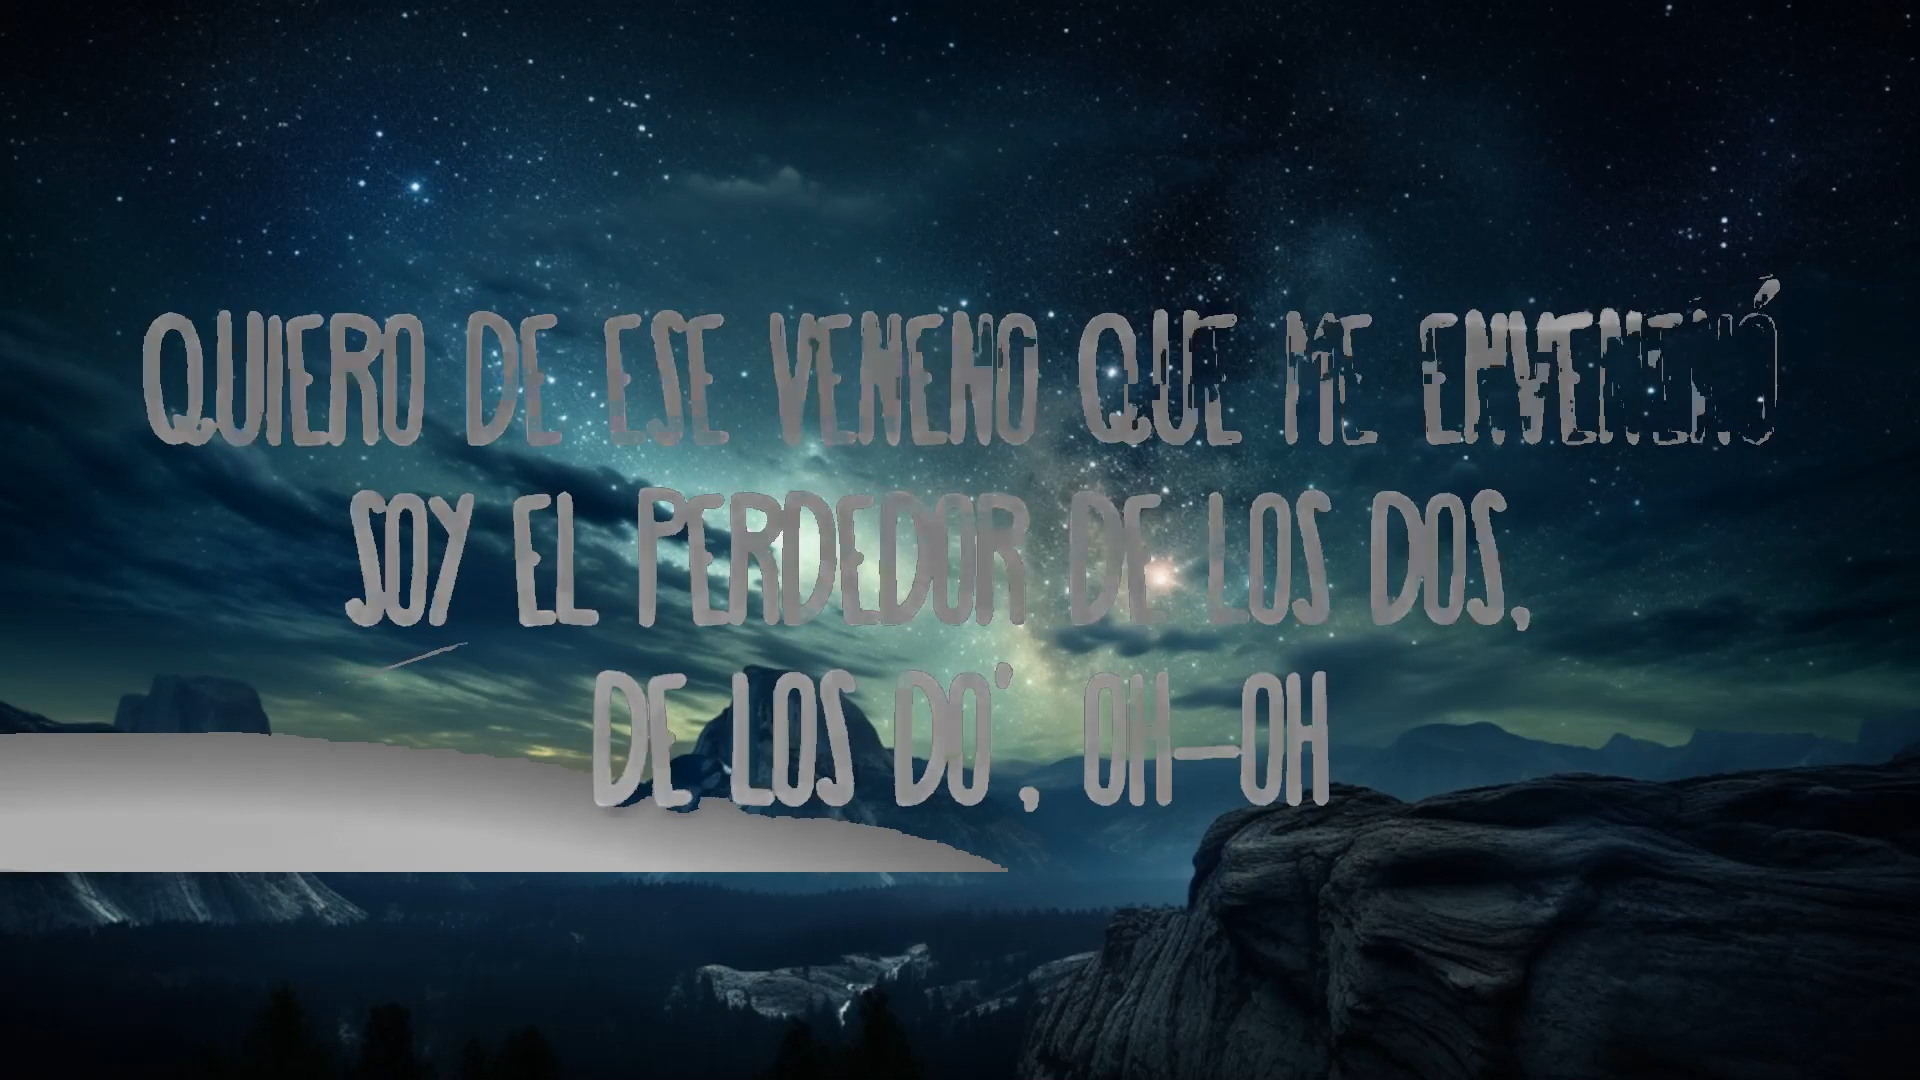 QUIERO DE ESE VENENO QUE ME ENVENENÓ
SOY EL PERDEDOR DE LOS DOS,
DE LOS DO', OH-OH